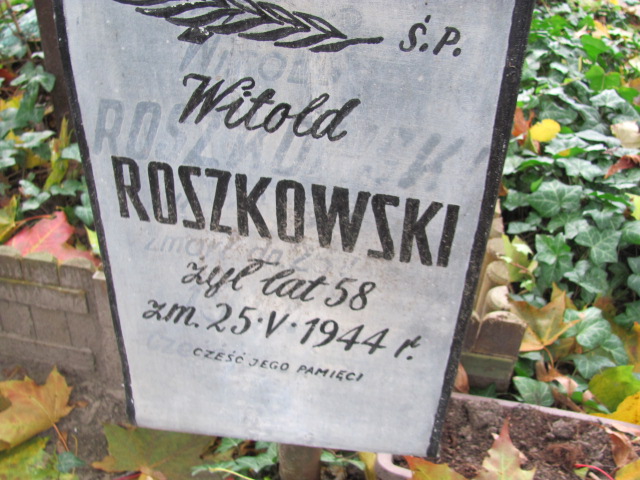 Ś.P.
Witold
ROSZKOWSKI
żył lat 58
zm. 25·V·1944 r.
CZEŚĆ JEGO PAMIĘCI